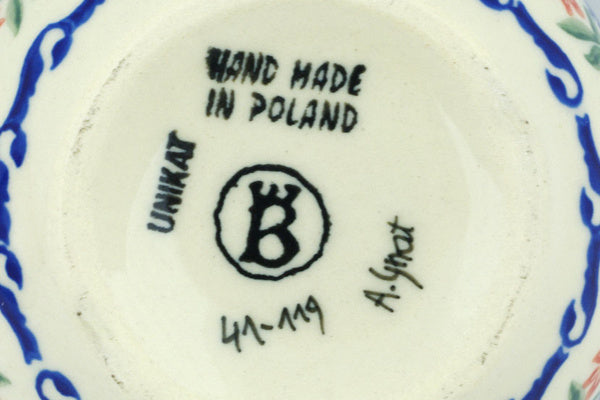 HAND MADE
IN POLAND
UNIKAT
B
A. Gnat
41-119